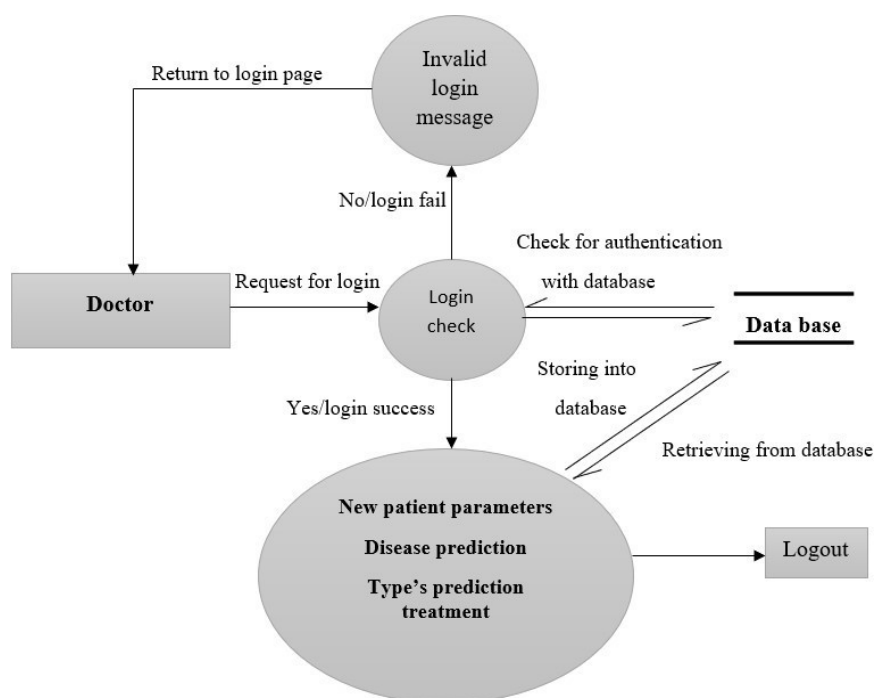 Invalid
login
message
Return to login page
No/login fail
Check for authentication
with database
Request for login
Doctor
Login
check
Data base
Storing into
database
Yes/login success
Retrieving from database
New patient parameters
Disease prediction
Type’s prediction
treatment
Logout